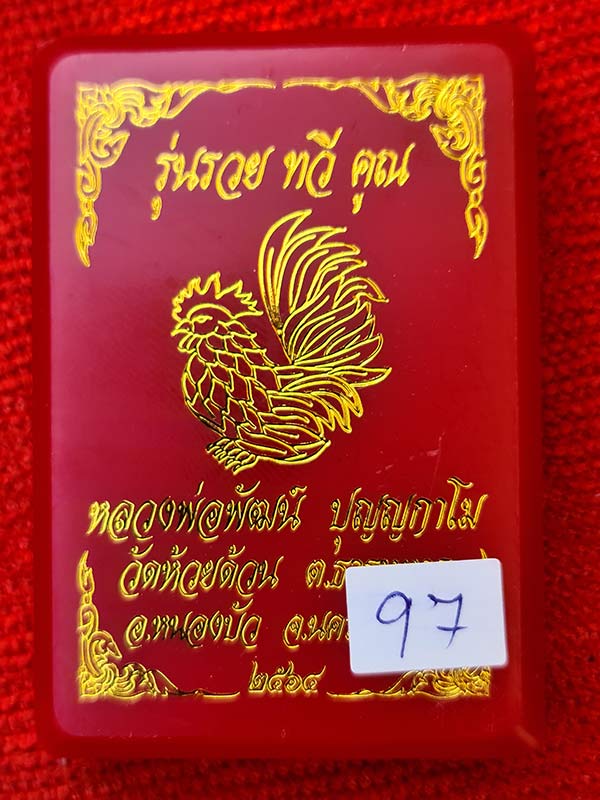 รุ่นรวย ทวี คูณ
หลวงพ่อพัฒน์ ปุญญกาโม
วัดห้วยด้วน
อ.หนองบัว
97
๒๕๖๔